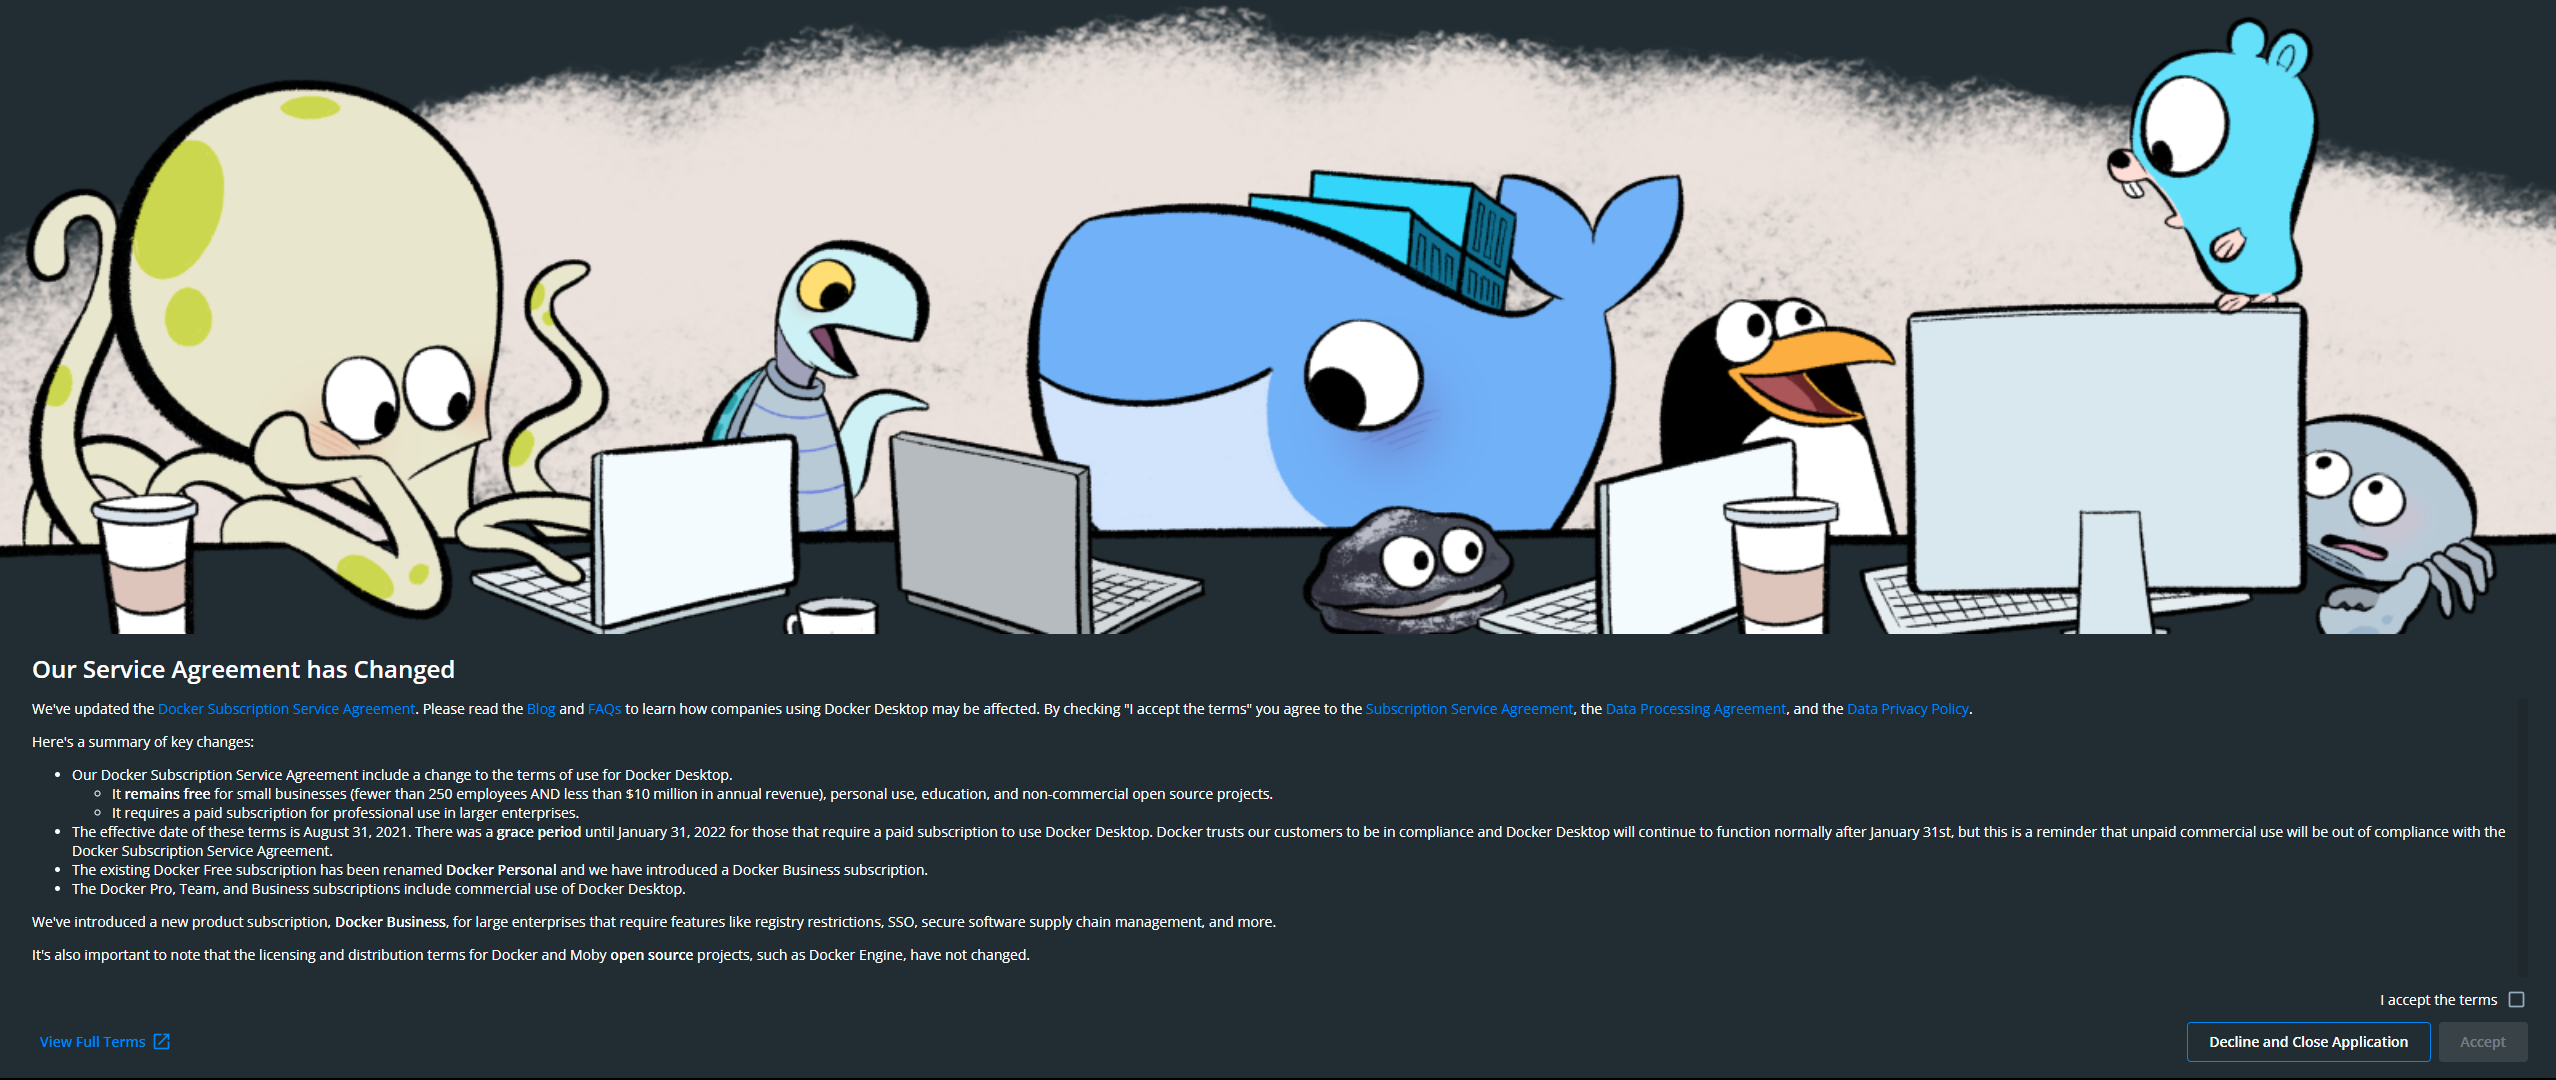 Our Service Agreement has Changed
We've updated the Docker Subscription Service Agreement. Please read the Blog and FAQs to learn how companies using Docker Desktop may be affected. By checking "I accept the terms" you agree to the Subscription Service Agreement, the Data Processing Agreement, and the Data Privacy Policy.
Here's a summary of key changes:
• Our Docker Subscription Service Agreement include a change to the terms of use for Docker Desktop.
◦ It remains free for small businesses (fewer than 250 employees AND less than $10 million in annual revenue), personal use, education, and non-commercial open source projects.
◦ It requires a paid subscription for professional use in larger enterprises.
• The effective date of these terms is August 31, 2021. There was a grace period until January 31, 2022 for those that require a paid subscription to use Docker Desktop. Docker trusts our customers to be in compliance and Docker Desktop will continue to function normally after January 31st, but this is a reminder that unpaid commercial use will be out of compliance with the
Docker Subscription Service Agreement.
• The existing Docker Free subscription has been renamed Docker Personal and we have introduced a Docker Business subscription.
• The Docker Pro, Team, and Business subscriptions include commercial use of Docker Desktop.
We've introduced a new product subscription, Docker Business, for large enterprises that require features like registry restrictions, SSO, secure software supply chain management, and more.
It's also important to note that the licensing and distribution terms for Docker and Moby open source projects, such as Docker Engine, have not changed.
I accept the terms
View Full Terms
Decline and Close Application
Accept